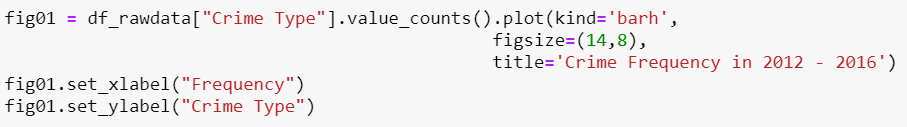 fig01 = df_rawdata["Crime Type"].value_counts().plot(kind='barh',
figsize=(14,8),
title='Crime Frequency in 2012 - 2016')
fig01.set_xlabel("Frequency")
fig01.set_ylabel("Crime Type")